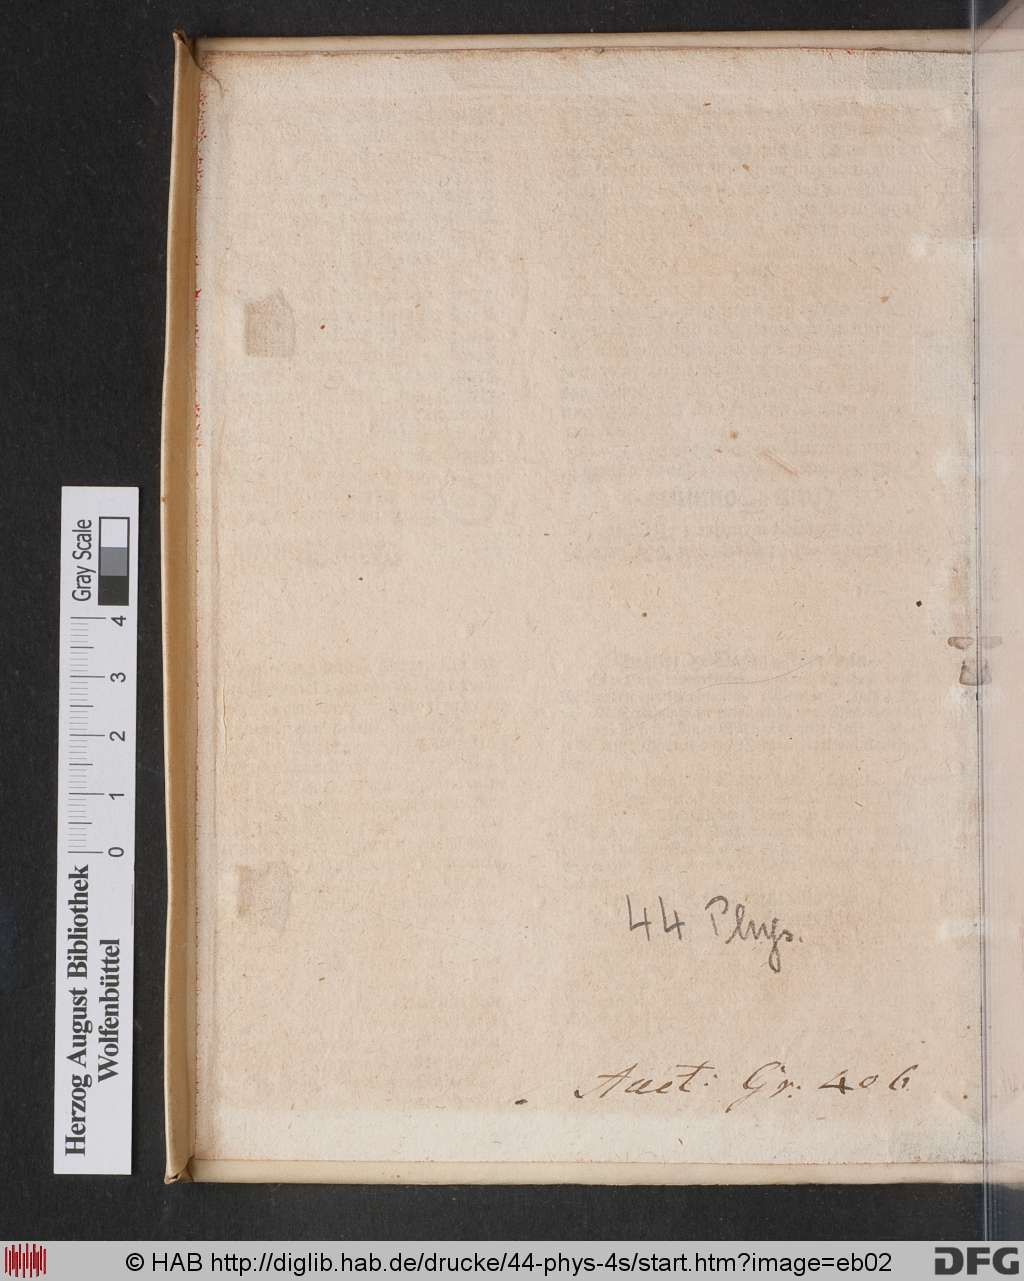 44 Phys.
Auct: Gr. 406
Herzog August Bibliothek
Wolfenbüttel
0 1 2 3 4
Gray Scale
© HAB http://diglib.hab.de/drucke/44-phys-4s/start.htm?image=eb02
DFG